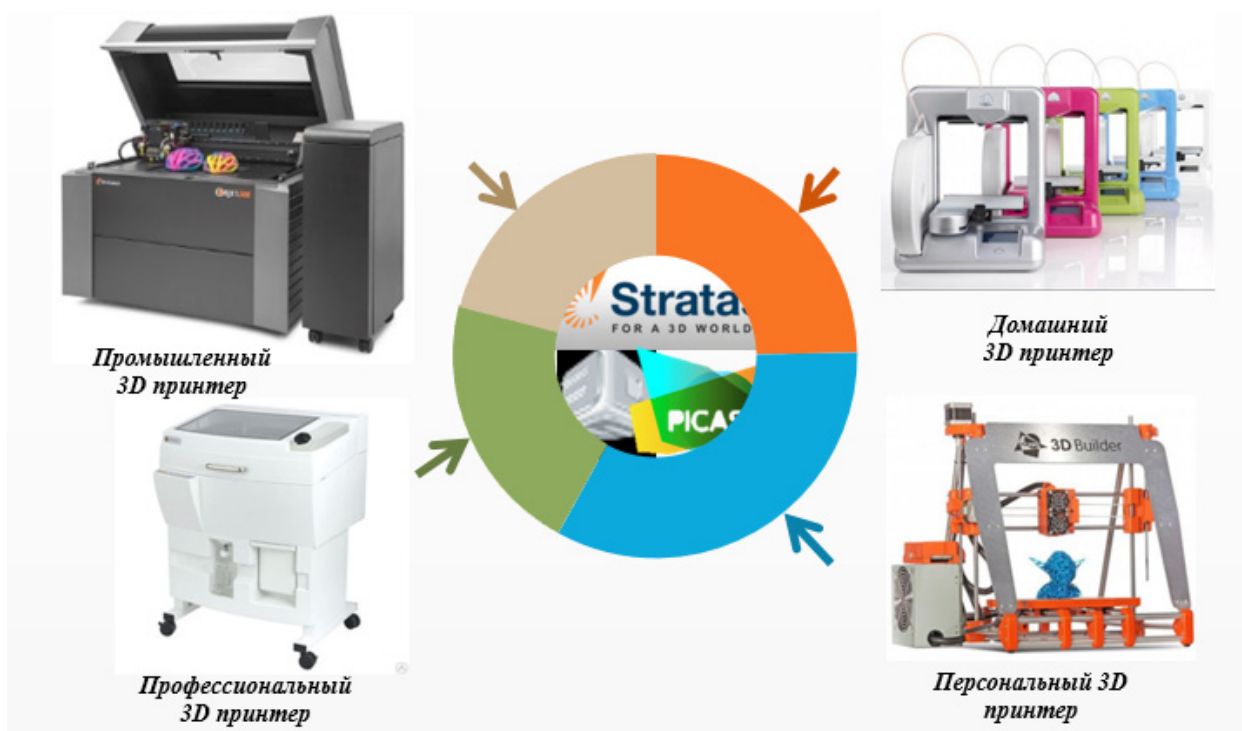 Stratas
FOR A 3D WORLD
PICAS
Промышленный
3D принтер
Домашний
3D принтер
3D Builder
Профессиональный
3D принтер
Персональный 3D
принтер